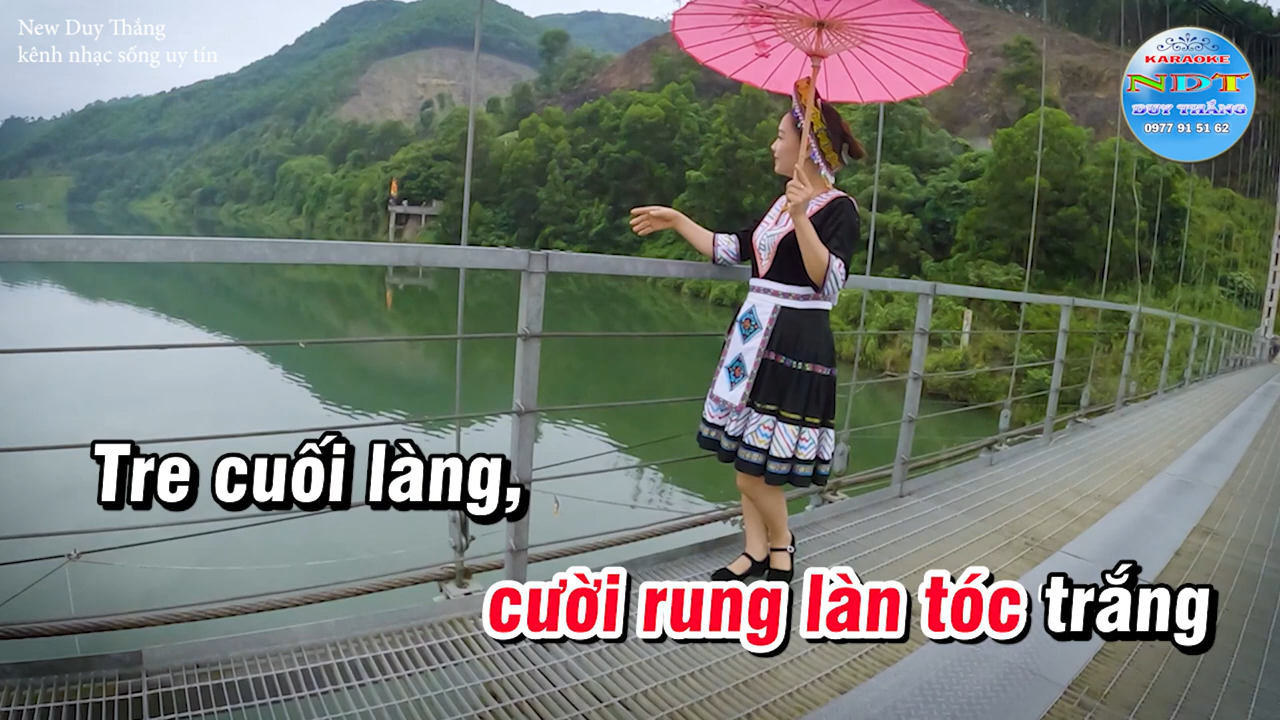 New Duy Thắng
kênh nhạc sống uy tín
KARAOKE
NDT
DUY THẮNG
0977 91 51 62
Tre cuối làng,
cười rung làn tóc trắng